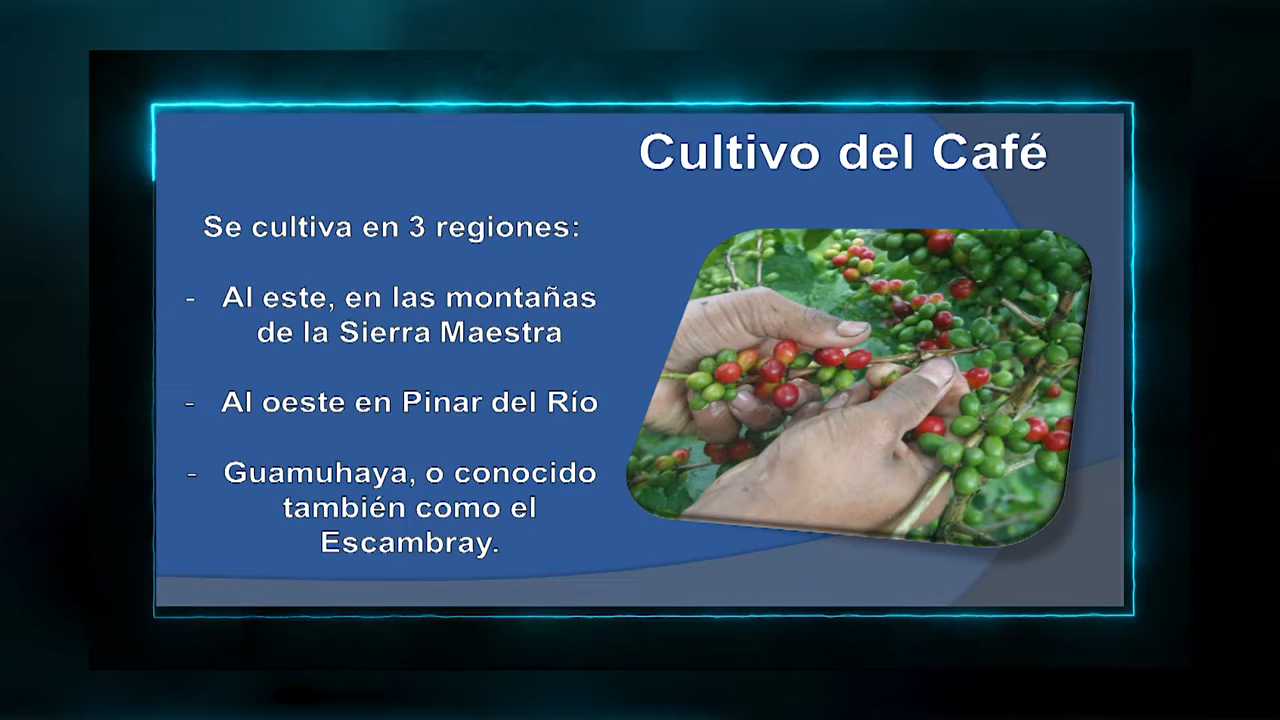 Cultivo del Café
Se cultiva en 3 regiones:
- Al este, en las montañas
de la Sierra Maestra
- Al oeste en Pinar del Río
- Guamuhaya, o conocido
también como el
Escambray.